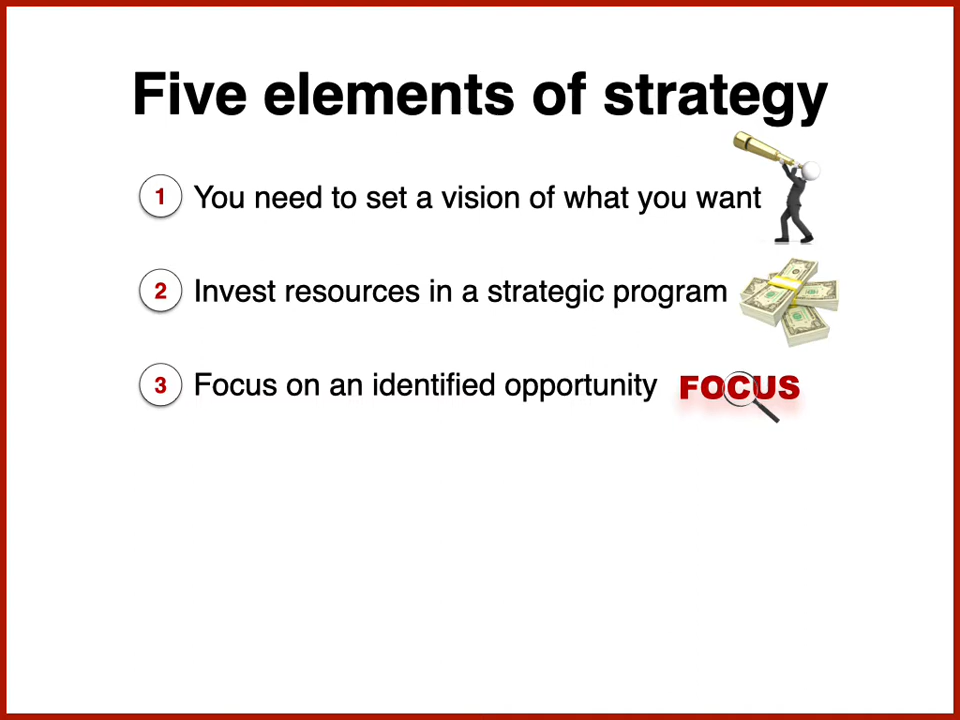 Five elements of strategy
1 You need to set a vision of what you want
2 Invest resources in a strategic program
3 Focus on an identified opportunity FOCUS